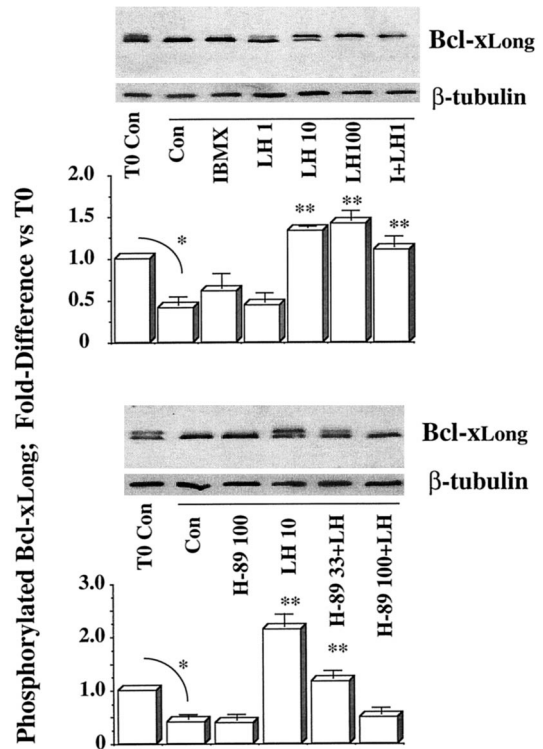 Bcl-xLong
β-tubulin
T0 Con
Con
IBMX
LH 1
LH 10
LH100
I+LH1
2.0
1.5
1.0
0.5
0
*
**
**
**
Phosphorylated Bcl-xLong; Fold-Difference vs T0
Bcl-xLong
β-tubulin
T0 Con
Con
H-89 100
LH 10
H-89 33+LH
H-89 100+LH
3.0
2.0
1.0
0
*
**
**